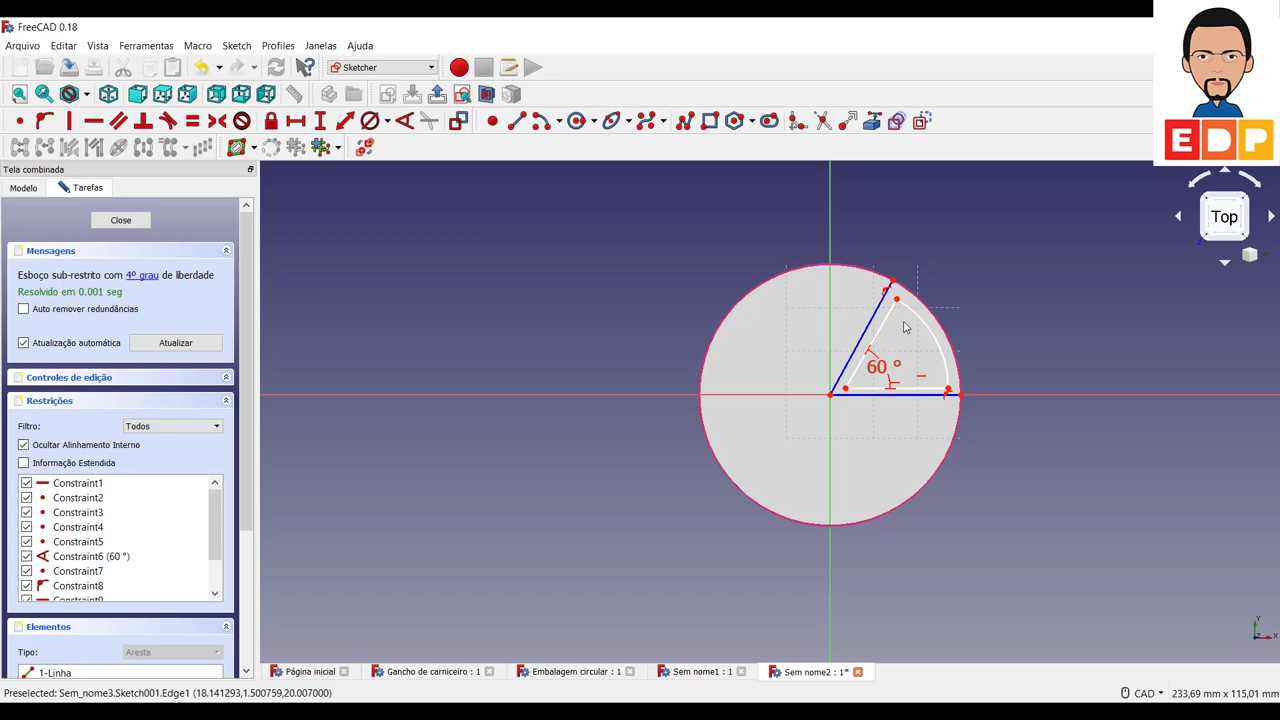 FreeCAD 0.18
Arquivo Editar Vista Ferramentas Macro Sketch Profiles Janelas Ajuda
Sketcher
EDP
Tela combinada
Modelo Tarefas
Close
Top
Mensagens
Esboço sub-restrito com 4º grau de liberdade
Resolvido em 0.001 seg
Auto remover redundâncias
Atualização automática Atualizar
60 °
Controles de edição
Restrições
Filtro: Todos
Ocultar Alinhamento Interno
Informação Estendida
Constraint1
Constraint2
Constraint3
Constraint4
Constraint5
Constraint6 (60 °)
Constraint7
Constraint8
Constraint9
Elementos
Tipo: Aresta
1-Linha
Y
X
Z
Página inicial Gancho de carniceiro : 1 Embalagem circular : 1 Sem nome1 : 1 Sem nome2 : 1*
Preselected: Sem_nome3.Sketch001.Edge1 (18.141293,1.500759,20.007000) CAD 233,69 mm x 115,01 mm